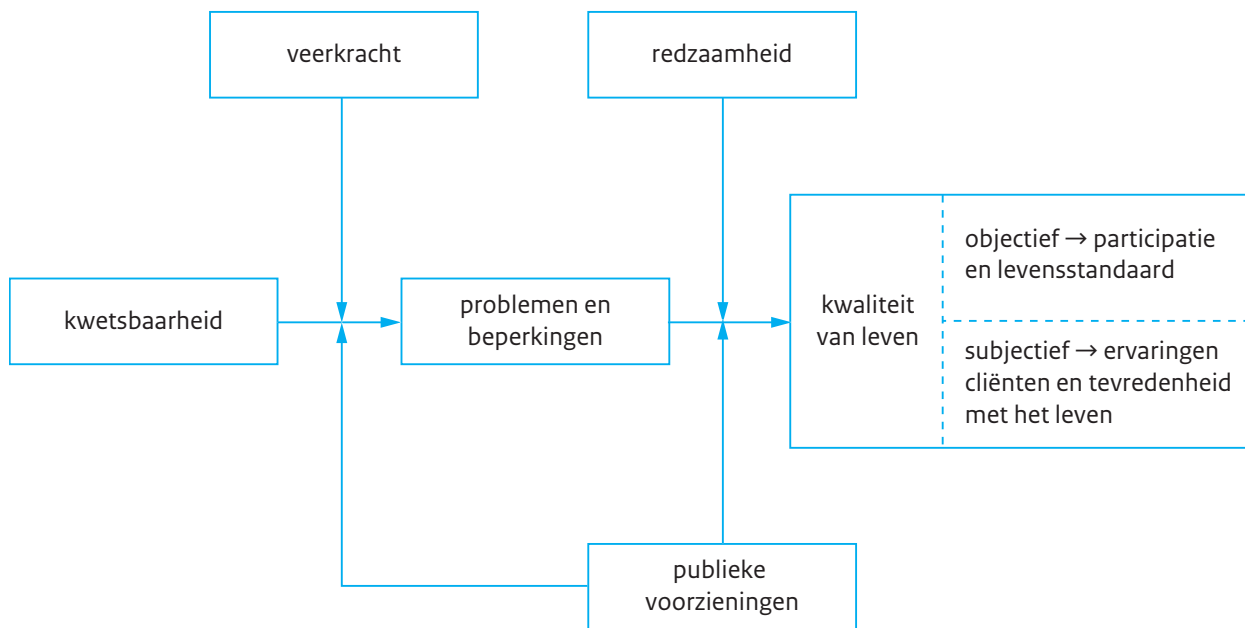 veerkracht
redzaamheid
kwetsbaarheid
problemen en
beperkingen
kwaliteit
van leven
objectief → participatie
en levensstandaard
subjectief → ervaringen
cliënten en tevredenheid
met het leven
publieke
voorzieningen